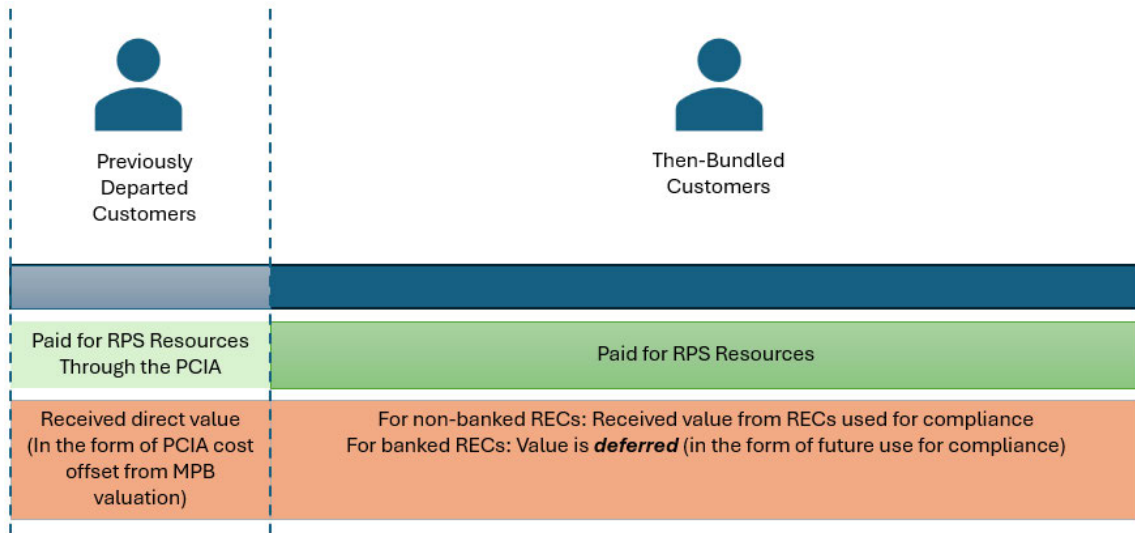 Previously
Departed
Customers
Then-Bundled
Customers
Paid for RPS Resources
Through the PCIA
Paid for RPS Resources
Received direct value
(In the form of PCIA cost
offset from MPB
valuation)
For non-banked RECs: Received value from RECs used for compliance
For banked RECs: Value is deferred (in the form of future use for compliance)